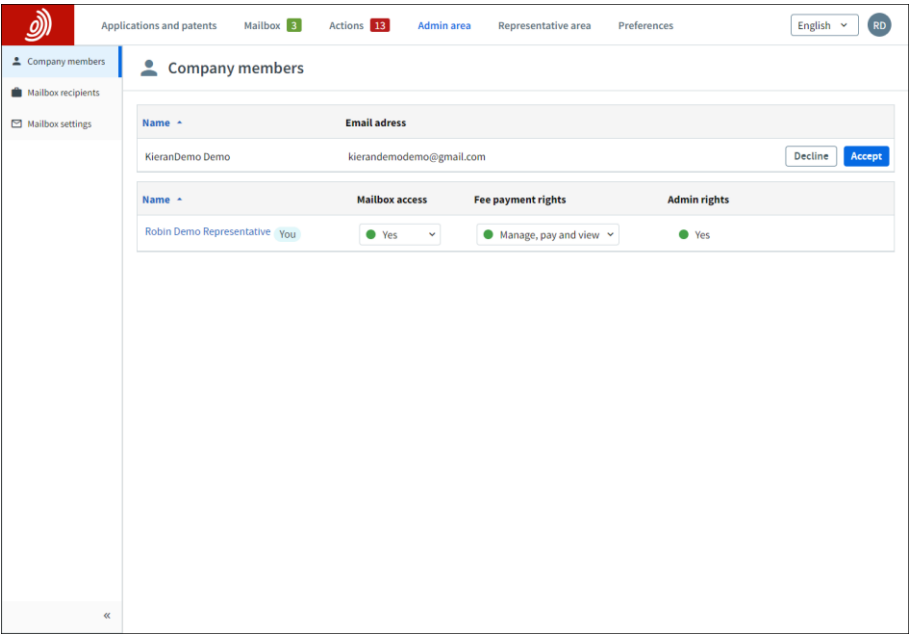 Applications and patents Mailbox 3 Actions 13 Admin area Representative area Preferences English RD
Company members
Mailbox recipients
Mailbox settings
Company members
Name Email adress
KieranDemo Demo kierandemodemo@gmail.com Decline Accept
Name Mailbox access Fee payment rights Admin rights
Robin Demo Representative You Yes Manage, pay and view Yes
«